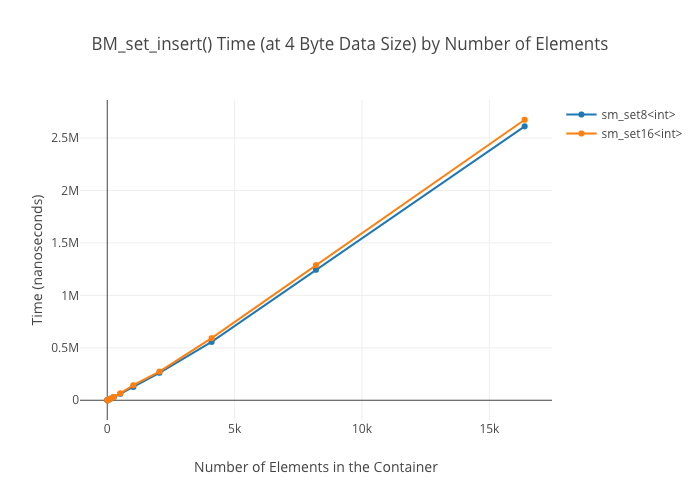 BM_set_insert() Time (at 4 Byte Data Size) by Number of Elements
sm_set8<int>
sm_set16<int>
2.5M
2M
1.5M
1M
0.5M
0
Time (nanoseconds)
0
5k
10k
15k
Number of Elements in the Container